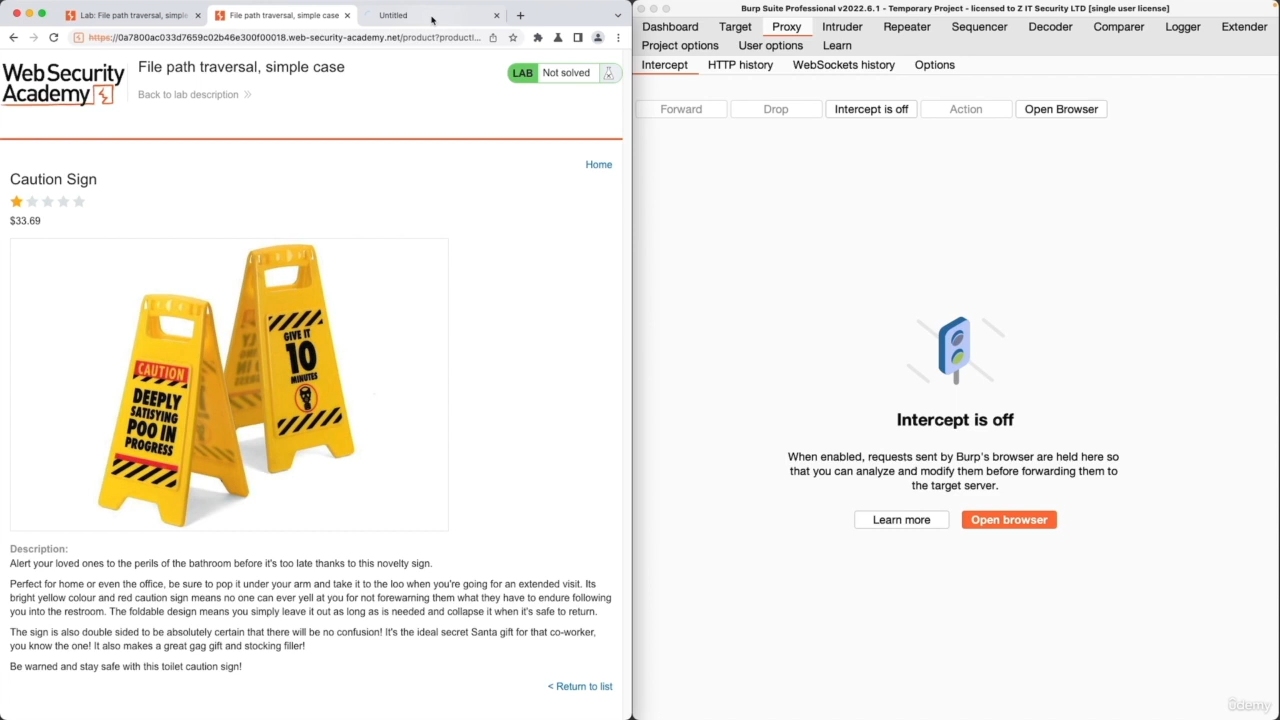 Lab: File path traversal, simple
File path traversal, simple case
Untitled
https://0a7800ac033d7659c02b46e300f00018.web-security-academy.net/product?productI...
WebSecurity
Academy
File path traversal, simple case
Back to lab description
LAB
Not solved
Home
Caution Sign
$33.69
CAUTION
DEEPLY
SATISFYING
POO IN
PROGRESS
GIVE IT
10
MINUTES
Description:
Alert your loved ones to the perils of the bathroom before it's too late thanks to this novelty sign.
Perfect for home or even the office, be sure to pop it under your arm and take it to the loo when you're going for an extended visit. Its
bright yellow colour and red caution sign means no one can ever yell at you for not forewarning them what they have to endure following
you into the restroom. The foldable design means you simply leave it out as long as is needed and collapse it when it's safe to return.
The sign is also double sided to be absolutely certain that there will be no confusion! It's the ideal secret Santa gift for that co-worker,
you know the one! It also makes a great gag gift and stocking filler!
Be warned and stay safe with this toilet caution sign!
< Return to list
Burp Suite Professional v2022.6.1 - Temporary Project - licensed to Z IT Security LTD [single user license]
Dashboard Target Proxy Intruder Repeater Sequencer Decoder Comparer Logger Extender
Project options User options Learn
Intercept HTTP history WebSockets history Options
Forward Drop Intercept is off Action Open Browser
Intercept is off
When enabled, requests sent by Burp's browser are held here so
that you can analyze and modify them before forwarding them to
the target server.
Learn more Open browser
ûdemy